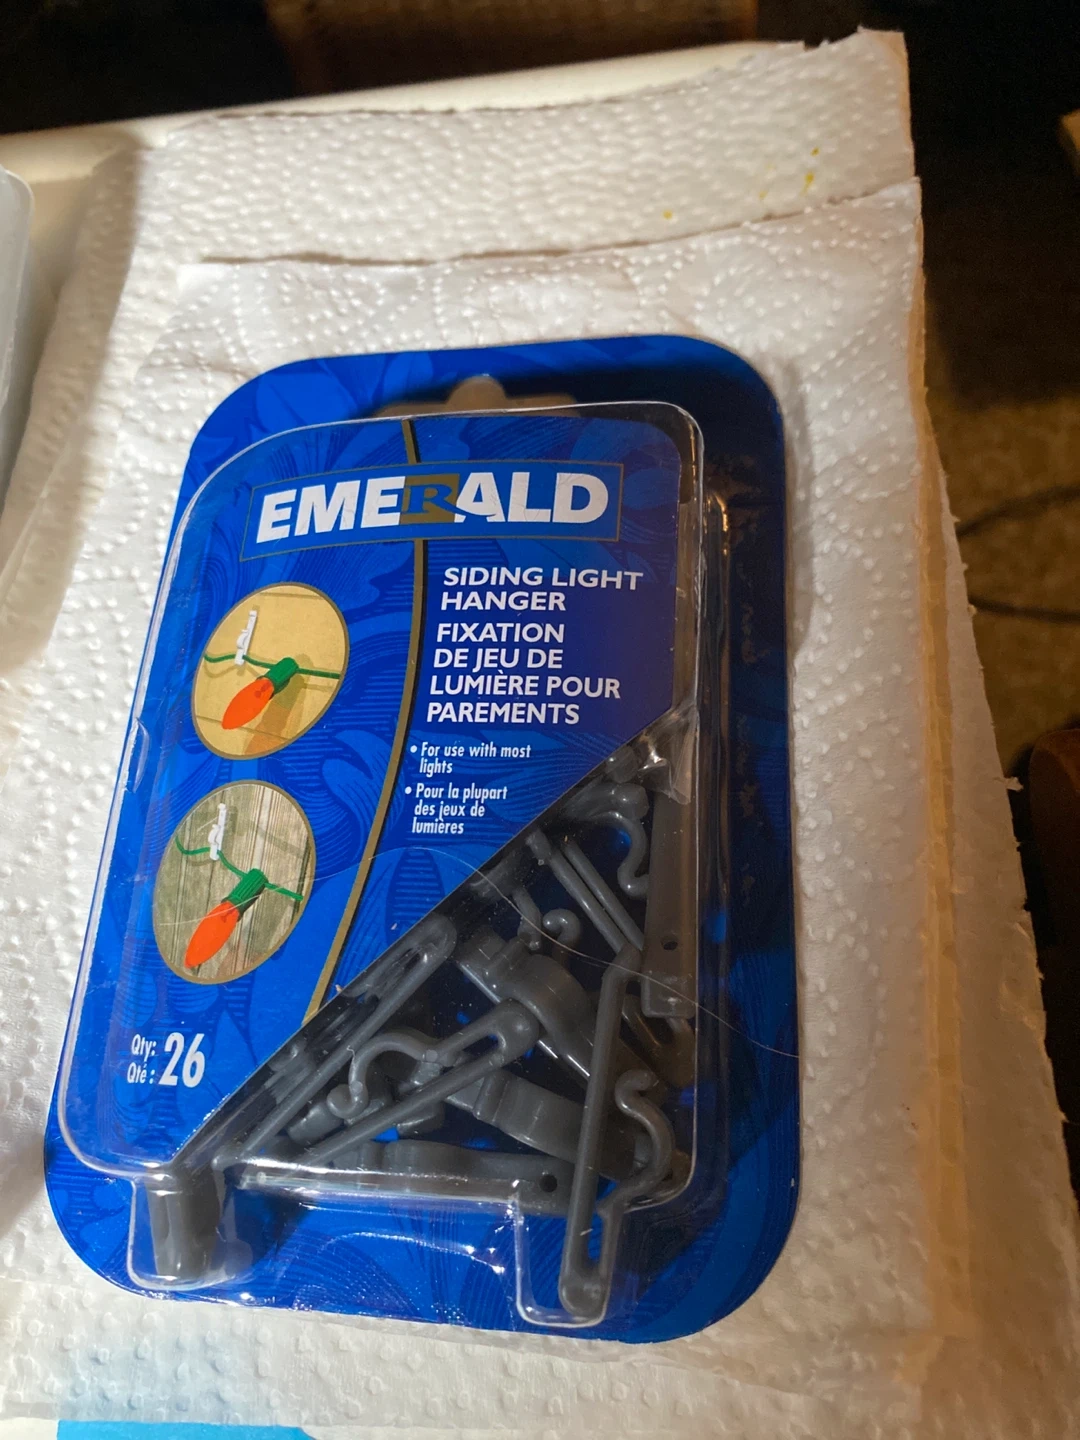 EMERALD
SIDING LIGHT
HANGER
FIXATION
DE JEU DE
LUMIÈRE POUR
PAREMENTS
• For use with most
lights
• Pour la plupart
des jeux de
lumières
Qty: 26
Qté :